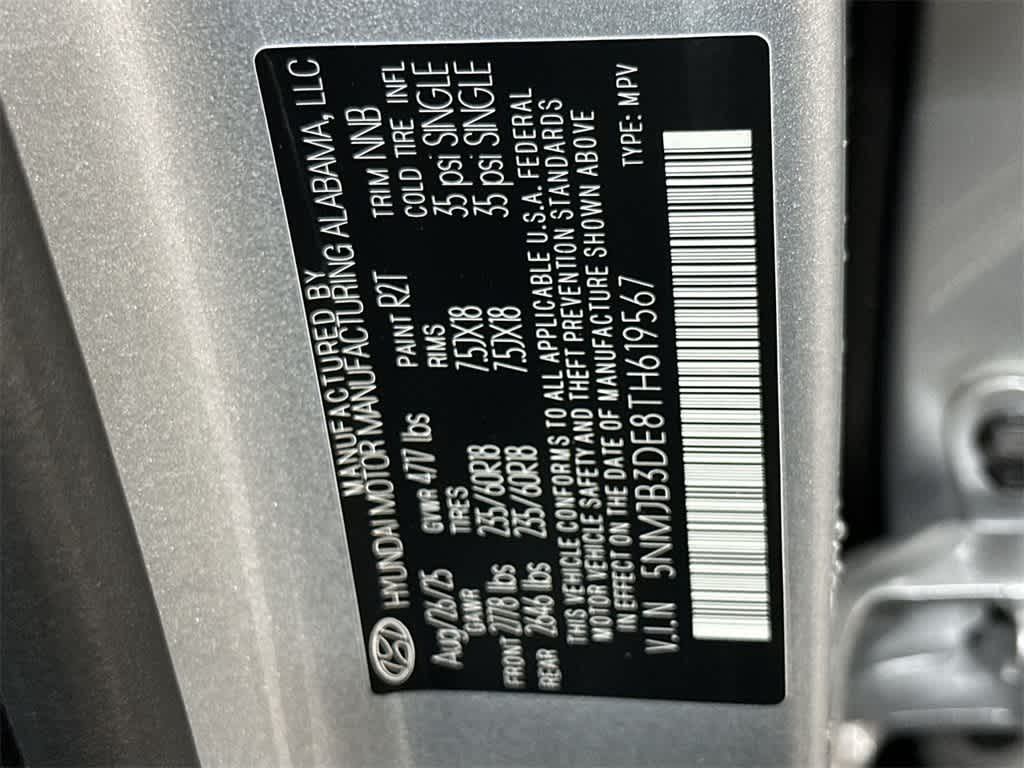 MANUFACTURED BY
HYUNDAI MOTOR MANUFACTURING ALABAMA, LLC
Aug/26/25 GVWR 4717 lbs PAINT R2T TRIM NNB
GAWR TIRES RIMS COLD TIRE INFL
FRONT 2778 lbs 235/60R18 7.5JX18 35 psi SINGLE
REAR 2646 lbs 235/60R18 7.5JX18 35 psi SINGLE
THIS VEHICLE CONFORMS TO ALL APPLICABLE U.S.A. FEDERAL
MOTOR VEHICLE SAFETY AND THEFT PREVENTION STANDARDS
IN EFFECT ON THE DATE OF MANUFACTURE SHOWN ABOVE
V.I.N 5NMJB3DE8TH619567 TYPE: MPV